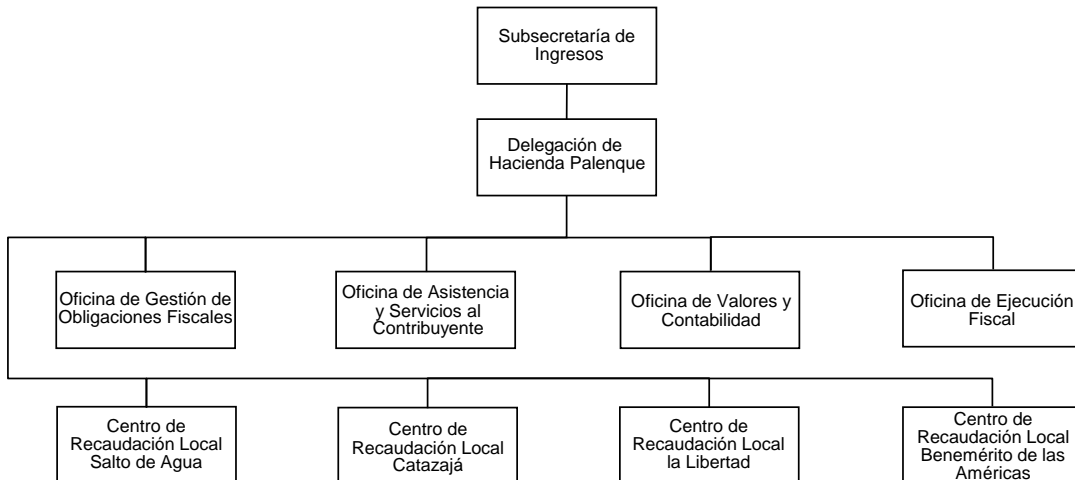 Subsecretaría de
Ingresos
Delegación de
Hacienda Palenque
Oficina de Gestión de
Obligaciones Fiscales
Oficina de Asistencia
y Servicios al
Contribuyente
Oficina de Valores y
Contabilidad
Oficina de Ejecución
Fiscal
Centro de
Recaudación Local
Salto de Agua
Centro de
Recaudación Local
Catazajá
Centro de
Recaudación Local
la Libertad
Centro de
Recaudación Local
Benemérito de las
Américas